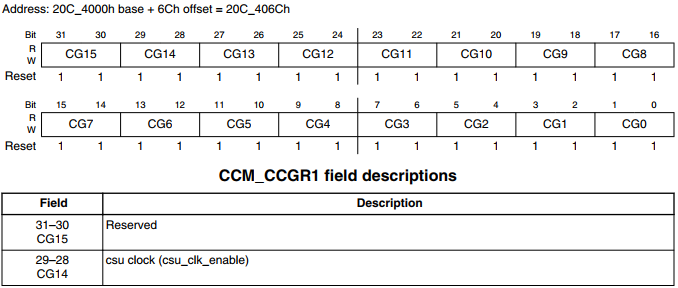 Address: 20C_4000h base + 6Ch offset = 20C_406Ch
Bit 31 30 29 28 27 26 25 24 23 22 21 20 19 18 17 16
R
W
CG15 CG14 CG13 CG12 CG11 CG10 CG9 CG8
Reset 1 1 1 1 1 1 1 1 1 1 1 1 1 1 1 1
Bit 15 14 13 12 11 10 9 8 7 6 5 4 3 2 1 0
R
W
CG7 CG6 CG5 CG4 CG3 CG2 CG1 CG0
Reset 1 1 1 1 1 1 1 1 1 1 1 1 1 1 1 1
CCM_CCGR1 field descriptions
Field Description
31–30 Reserved
CG15
29–28 csu clock (csu_clk_enable)
CG14